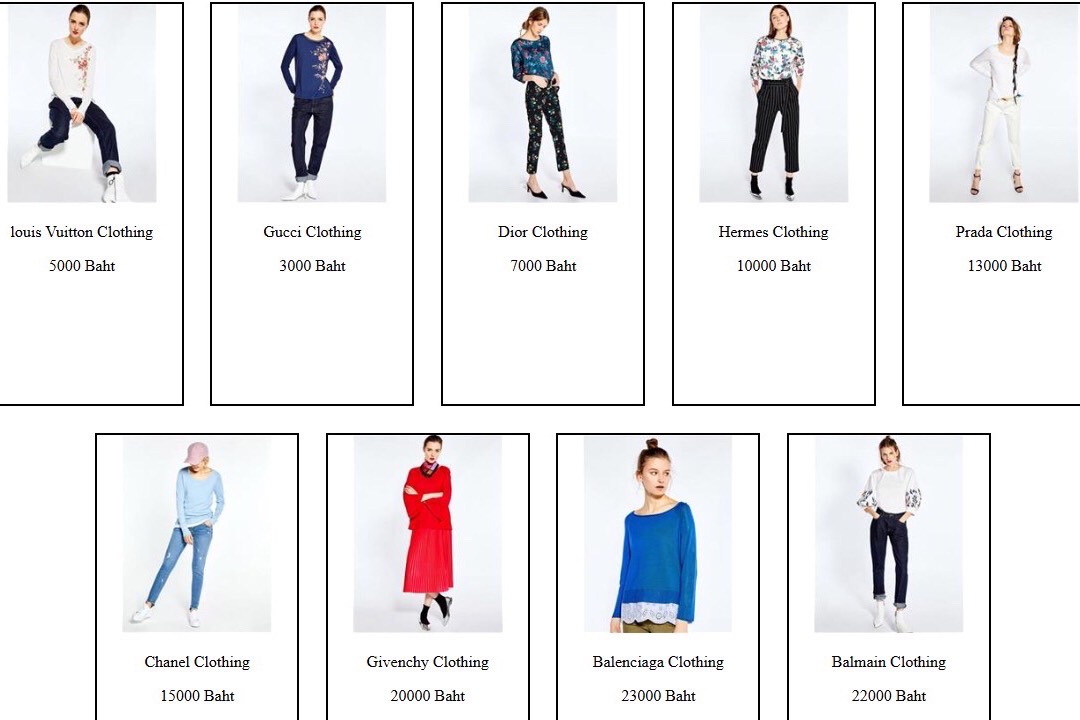 louis Vuitton Clothing
5000 Baht
Gucci Clothing
3000 Baht
Dior Clothing
7000 Baht
Hermes Clothing
10000 Baht
Prada Clothing
13000 Baht
Chanel Clothing
15000 Baht
Givenchy Clothing
20000 Baht
Balenciaga Clothing
23000 Baht
Balmain Clothing
22000 Baht